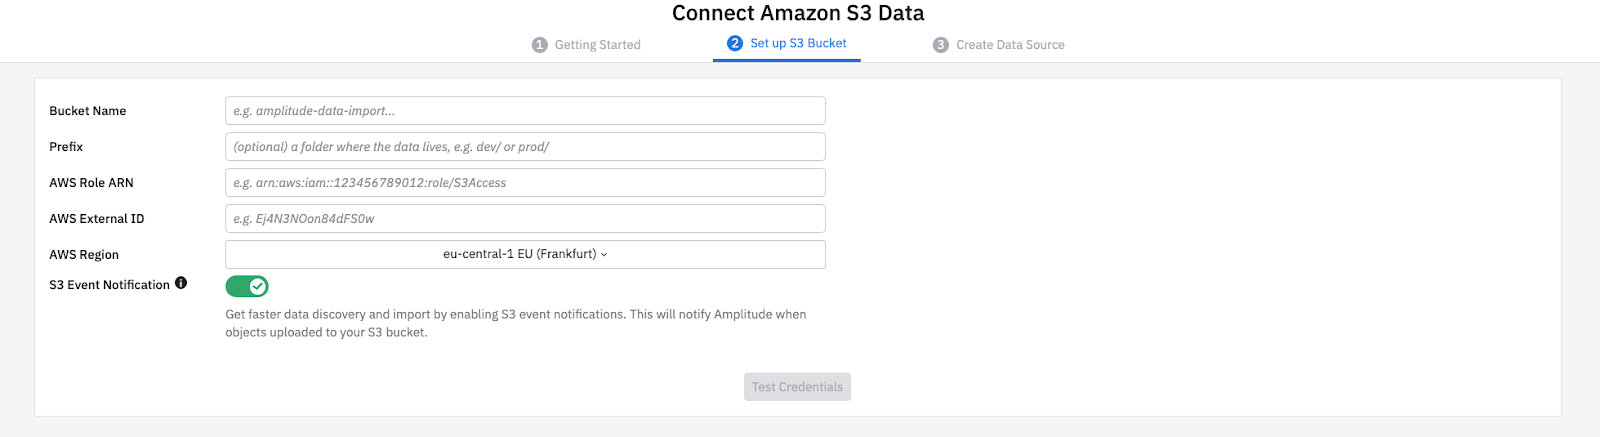 Connect Amazon S3 Data
1 Getting Started
2 Set up S3 Bucket
3 Create Data Source
Bucket Name
e.g. amplitude-data-import...
Prefix
(optional) a folder where the data lives, e.g. dev/ or prod/
AWS Role ARN
e.g. arn:aws:iam::123456789012:role/S3Access
AWS External ID
e.g. Ej4N3NOon84dFS0w
AWS Region
eu-central-1 EU (Frankfurt)
S3 Event Notification i
Get faster data discovery and import by enabling S3 event notifications. This will notify Amplitude when
objects uploaded to your S3 bucket.
Test Credentials